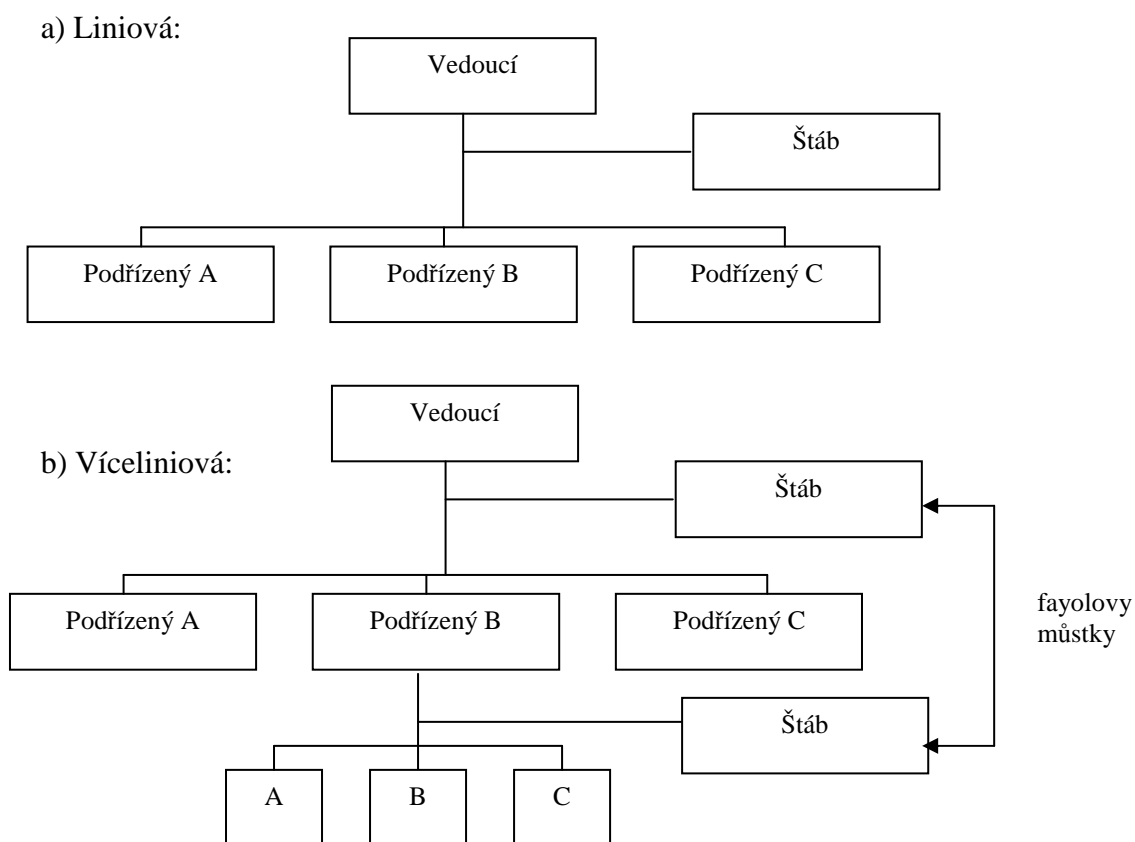 a) Liniová:
Vedoucí
Štáb
Podřízený A
Podřízený B
Podřízený C
Vedoucí
b) Víceliniová:
Štáb
Podřízený A
Podřízený B
Podřízený C
fayolovy
můstky
Štáb
A
B
C